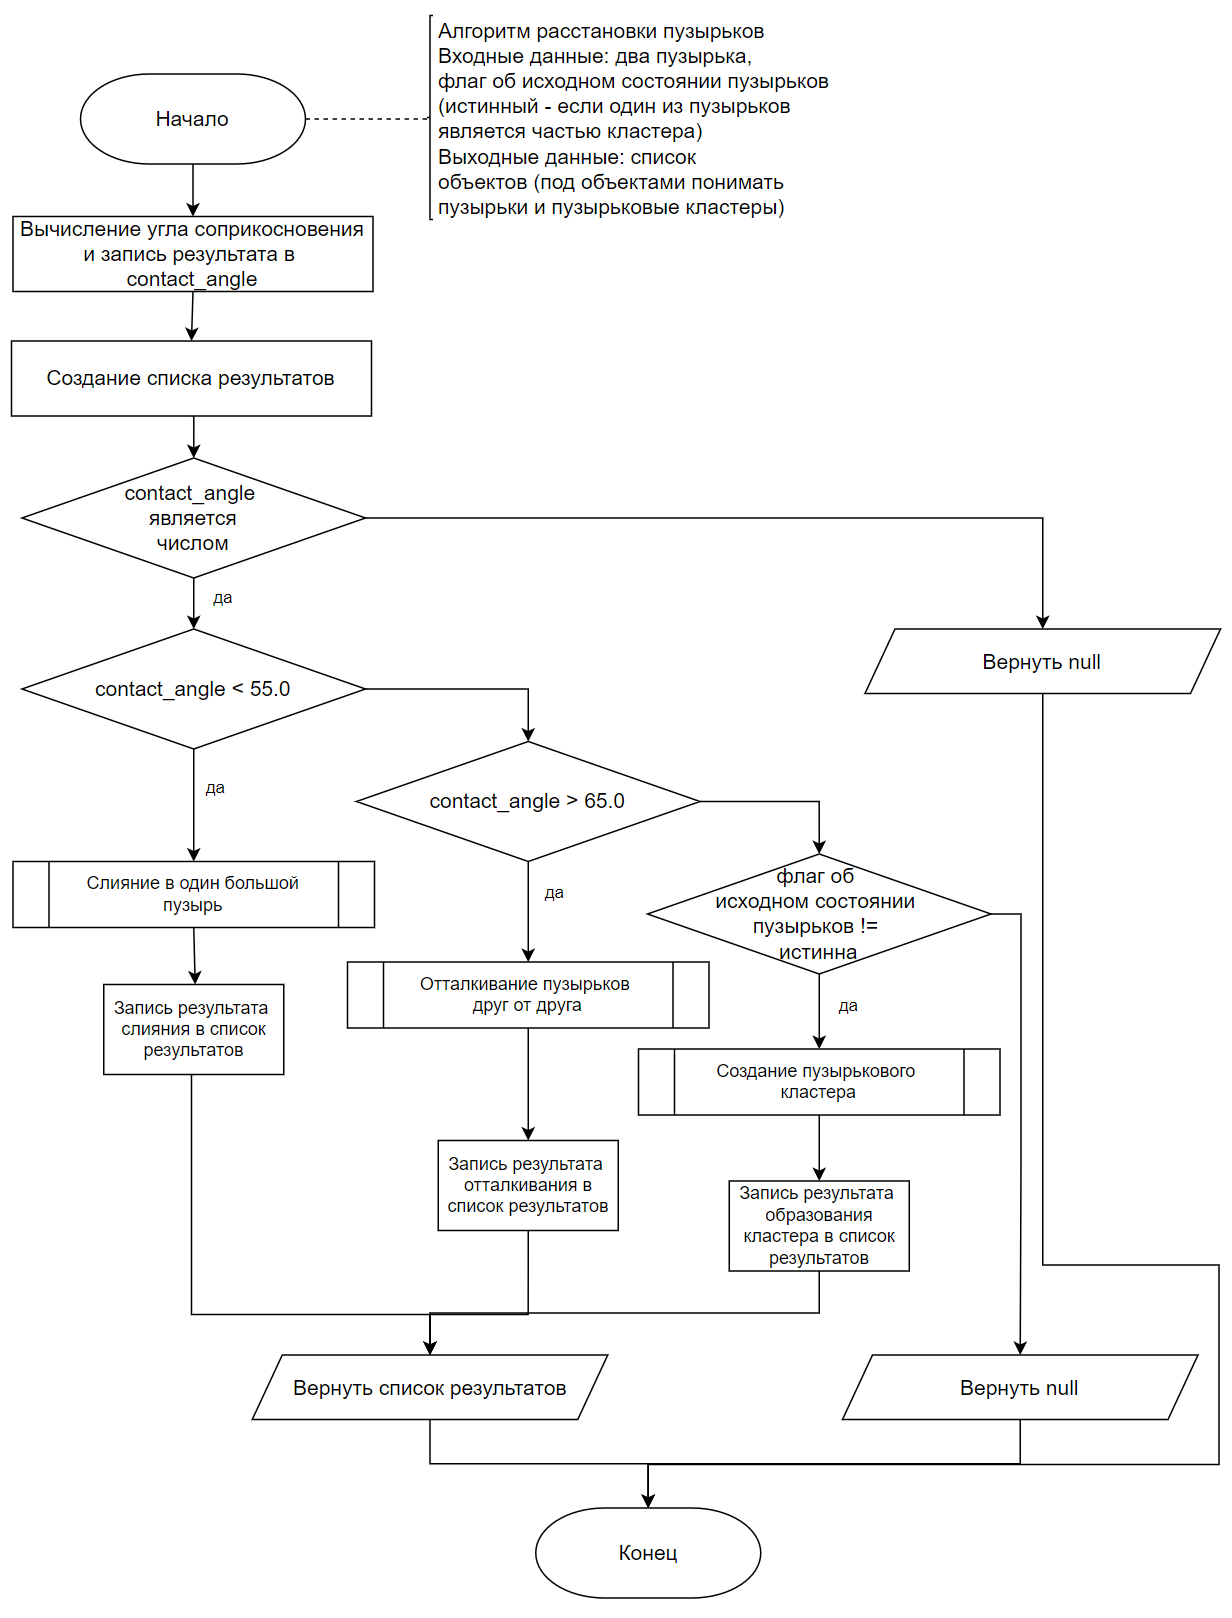 Алгоритм расстановки пузырьков
Входные данные: два пузырька,
флаг об исходном состоянии пузырьков
(истинный - если один из пузырьков
является частью кластера)
Выходные данные: список
объектов (под объектами понимать
пузырьки и пузырьковые кластеры)
Начало
Вычисление угла соприкосновения
и запись результата в
contact_angle
Создание списка результатов
contact_angle
является
числом
да
Вернуть null
contact_angle < 55.0
да
contact_angle > 65.0
да
флаг об
исходном состоянии
пузырьков !=
истинна
да
Слияние в один большой
пузырь
Отталкивание пузырьков
друг от друга
Запись результата
слияния в список
результатов
Создание пузырькового
кластера
Запись результата
отталкивания в
список результатов
Запись результата
образования
кластера в список
результатов
Вернуть список результатов
Вернуть null
Конец